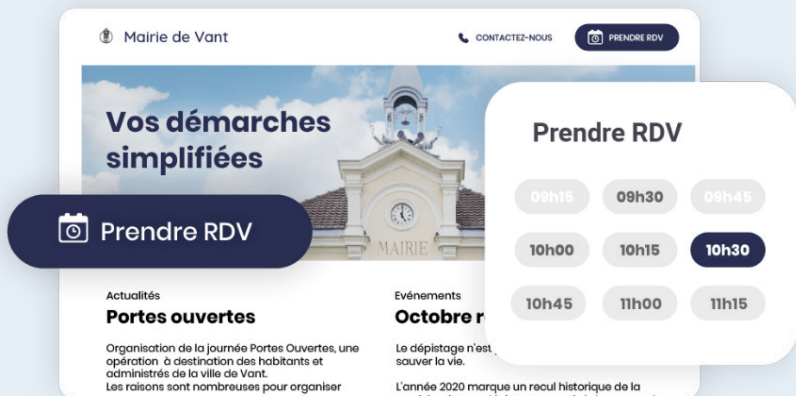 Mairie de Vant
CONTACTEZ-NOUS
PRENDRE RDV
Vos démarches
simplifiées
Prendre RDV
MAIRIE
Prendre RDV
09h15 09h30 09h45
10h00 10h15 10h30
10h45 11h00 11h15
Actualités
Portes ouvertes
Organisation de la journée Portes Ouvertes, une
opération à destination des habitants et
administrés de la ville de Vant.
Les raisons sont nombreuses pour organiser
Evénements
Octobre
Le dépistage n'est
sauver la vie.
L'année 2020 marque un recul historique de la